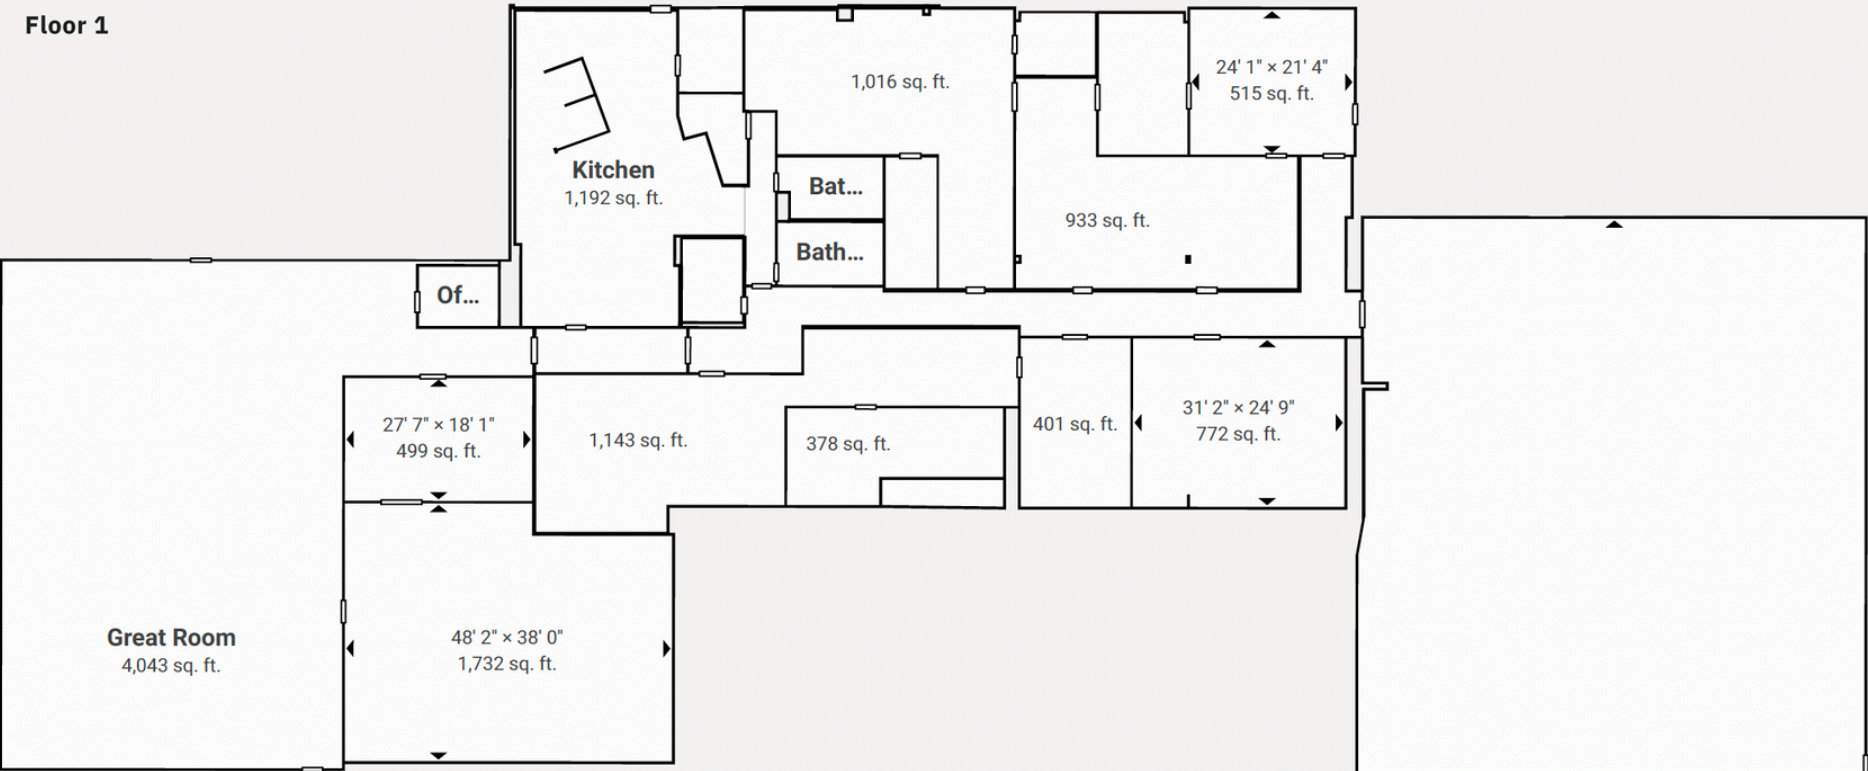 Floor 1
1,016 sq. ft.
24' 1" × 21' 4"
515 sq. ft.
Kitchen
1,192 sq. ft.
Bat...
933 sq. ft.
Bath...
Of...
27' 7" × 18' 1"
499 sq. ft.
1,143 sq. ft.
378 sq. ft.
401 sq. ft.
31' 2" × 24' 9"
772 sq. ft.
Great Room
4,043 sq. ft.
48' 2" × 38' 0"
1,732 sq. ft.